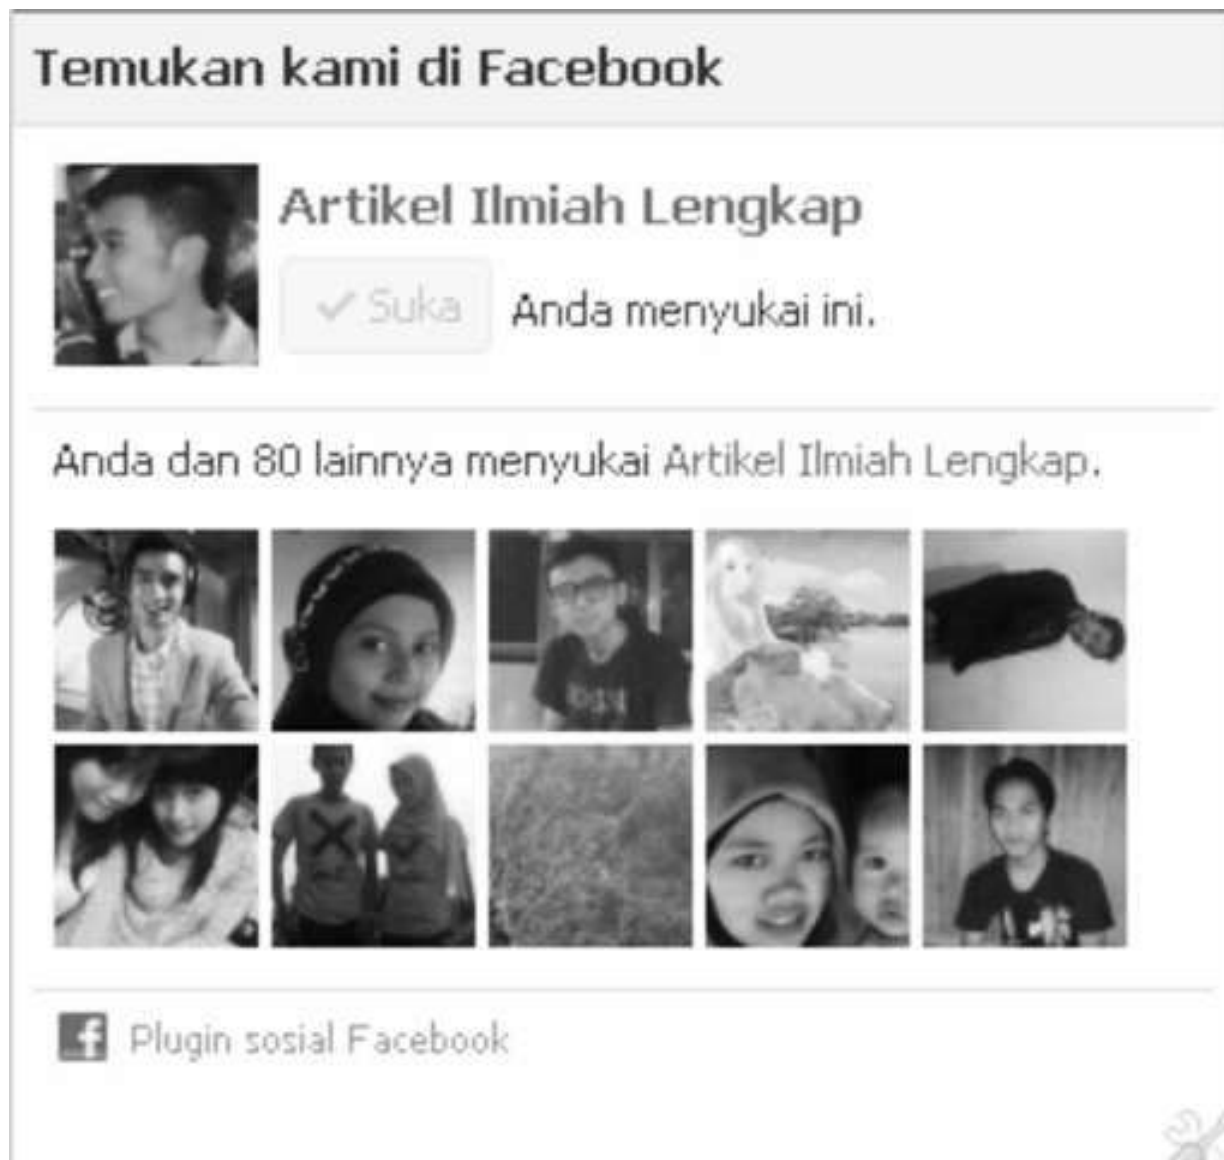 Temukan kami di Facebook
Artikel Ilmiah Lengkap
Suka
Anda menyukai ini.
Anda dan 80 lainnya menyukai Artikel Ilmiah Lengkap.
Plugin sosial Facebook